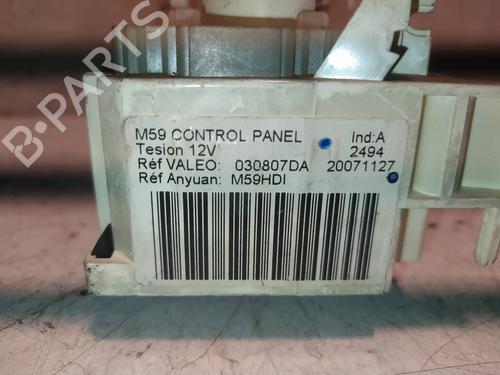 B-PARTS
M59 CONTROL PANEL Ind:A
Tesion 12V 2494
Réf VALEO: 030807DA 20071127
Réf Anyuan: M59HDI